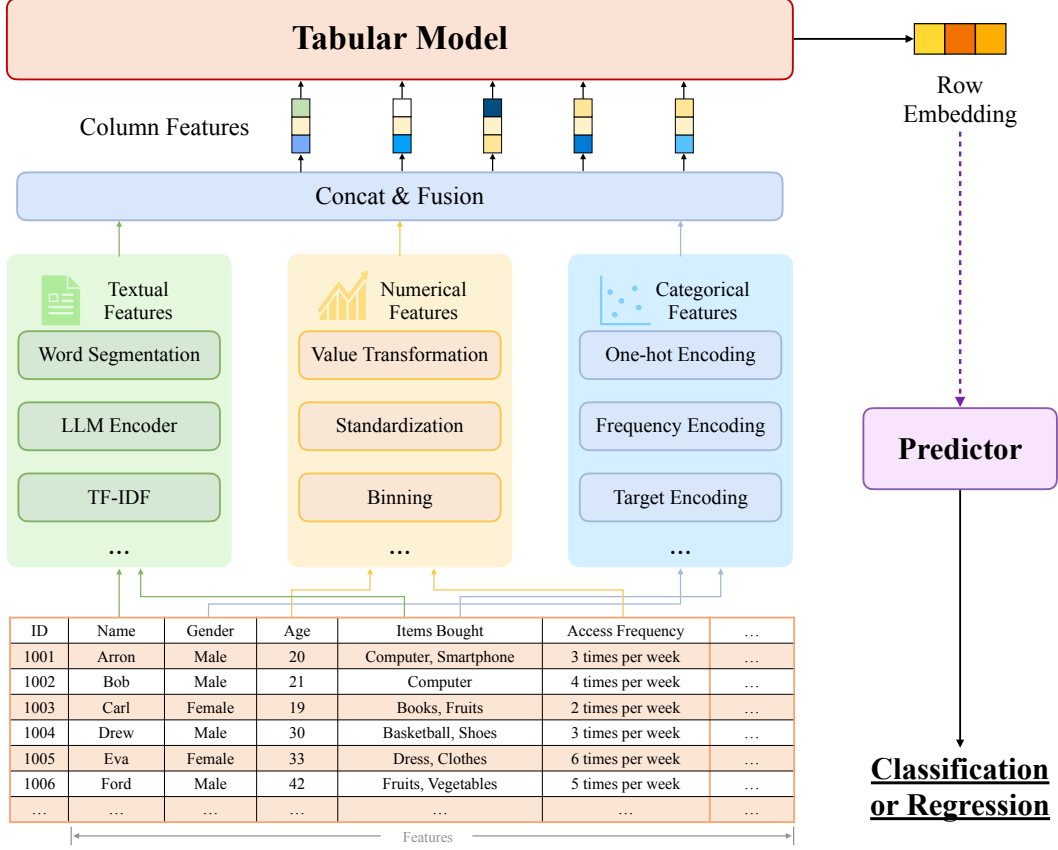 Tabular Model
Row
Embedding
Column Features
Concat & Fusion
Textual
Features
Numerical
Features
Categorical
Features
Word Segmentation
Value Transformation
One-hot Encoding
LLM Encoder
Standardization
Frequency Encoding
Predictor
TF-IDF
Binning
Target Encoding
... ... ...
ID Name Gender Age Items Bought Access Frequency ...
1001 Arron Male 20 Computer, Smartphone 3 times per week ...
1002 Bob Male 21 Computer 4 times per week ...
1003 Carl Female 19 Books, Fruits 2 times per week ...
1004 Drew Male 30 Basketball, Shoes 3 times per week ...
1005 Eva Female 33 Dress, Clothes 6 times per week ...
1006 Ford Male 42 Fruits, Vegetables 5 times per week ...
... ... ... ... ... ... ...
Features
Classification
or Regression